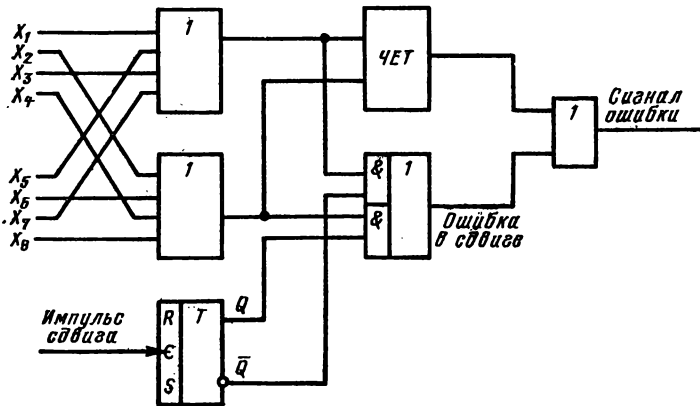 X1
X2
X3
X4
X5
X6
.X7
X8
1
1
ЧЕТ
&
&
1
1
Сигнал
ошибки
Ошибка
в сдвиге
Импульс
сдвига
R
C
S
T
Q
Q̅